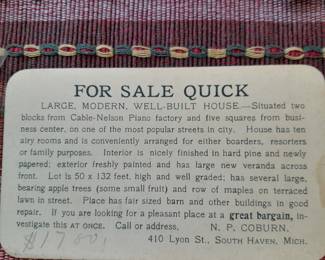 FOR SALE QUICK
LARGE, MODERN, WELL-BUILT HOUSE.—Situated two
blocks from Cable-Nelson Piano factory and five squares from busi-
ness center, on one of the most popular streets in city. House has ten
airy rooms and is conveniently arranged for either boarders, resorters
or family purposes. Interior is nicely finished in hard pine and newly
papered; exterior freshly painted and has large new veranda across
front. Lot is 50 x 132 feet, high and well graded; has several large,
bearing apple trees (some small fruit) and row of maples on terraced
lawn in street. Place has fair sized barn and other buildings in good
repair. If you are looking for a pleasant place at a great bargain, in-
vestigate this AT ONCE. Call or address, N. P. COBURN,
410 Lyon St., SOUTH HAVEN, MICH.